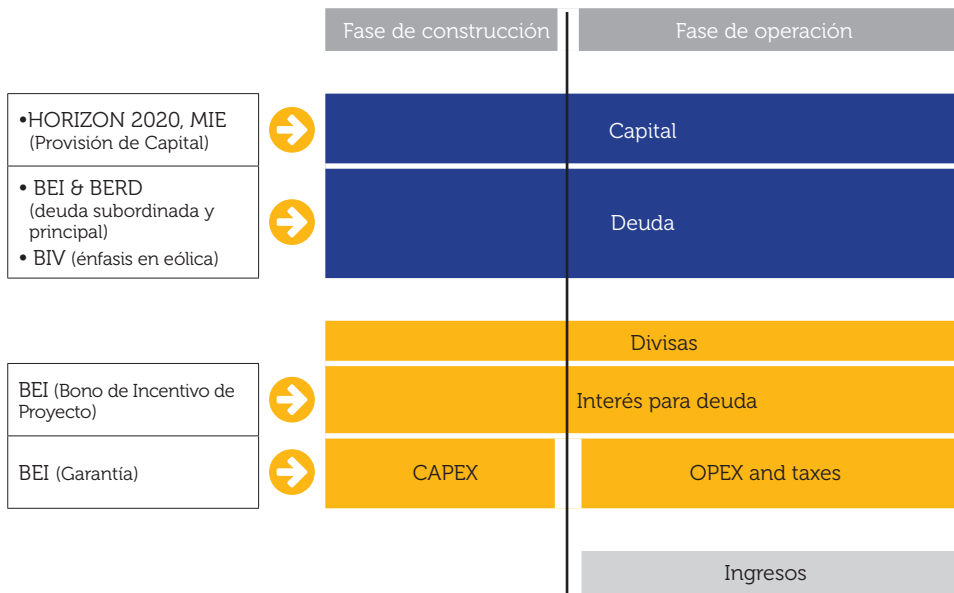 Fase de construcción
Fase de operación
•HORIZON 2020, MIE
(Provisión de Capital)
Capital
• BEI & BERD
(deuda subordinada y
principal)
• BIV (énfasis en eólica)
Deuda
Divisas
BEI (Bono de Incentivo de
Proyecto)
Interés para deuda
BEI (Garantía)
CAPEX
OPEX and taxes
Ingresos